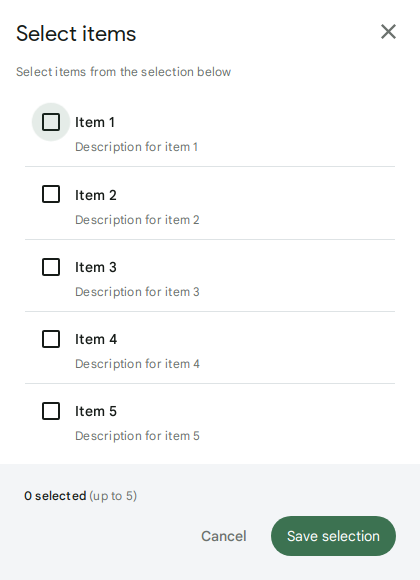 Select items
Select items from the selection below
Item 1
Description for item 1
Item 2
Description for item 2
Item 3
Description for item 3
Item 4
Description for item 4
Item 5
Description for item 5
0 selected (up to 5)
Cancel
Save selection